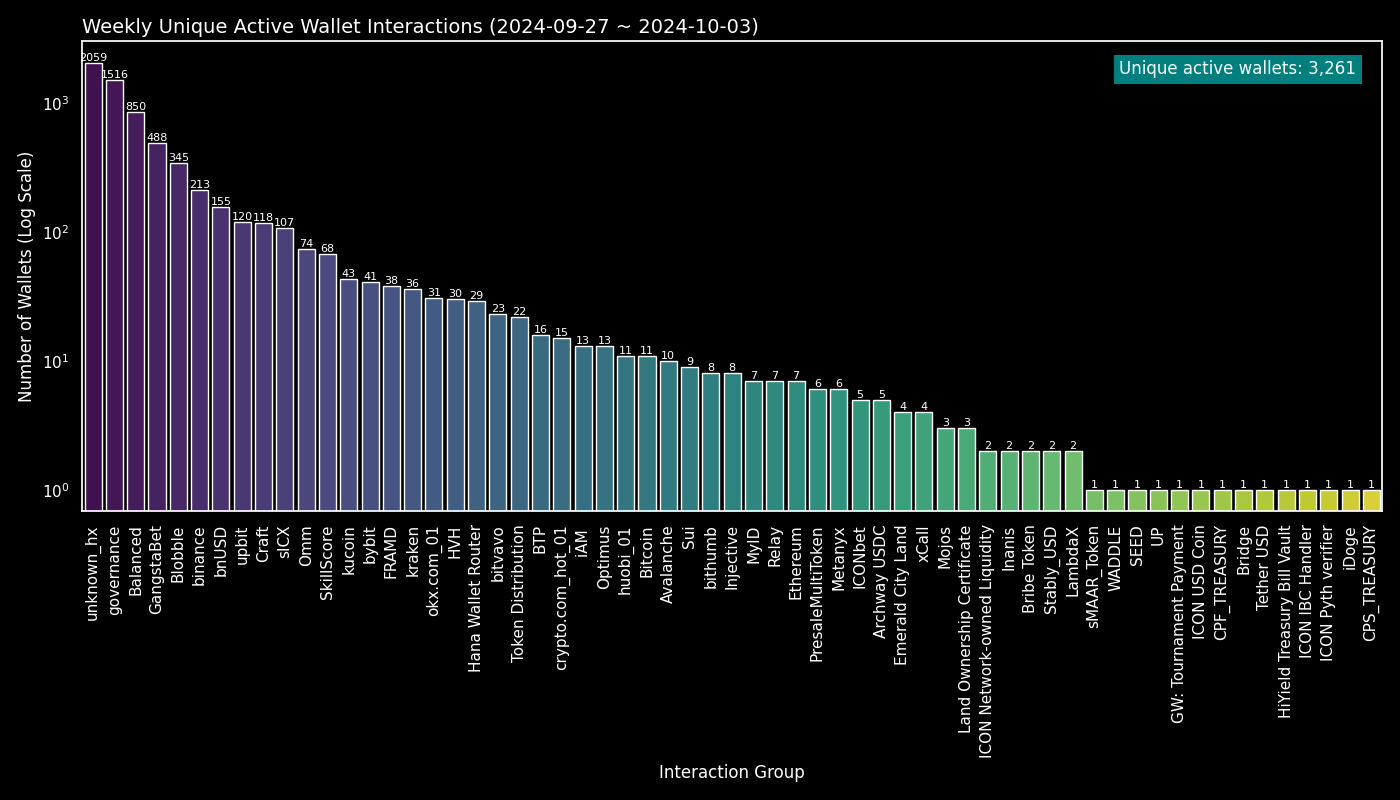 Weekly Unique Active Wallet Interactions (2024-09-27 ~ 2024-10-03)
Unique active wallets: 3,261
Number of Wallets (Log Scale)
10^3
10^2
10^1
10^0
2059
1516
850
488
345
213
155
120
118
107
74
68
43
41
38
36
31
30
29
23
22
16
15
13
13
11
11
10
9
8
8
7
7
7
6
6
5
5
4
4
3
3
2
2
2
2
2
1
1
1
1
1
1
1
1
1
1
1
1
1
1
unknown_hx
governance
Balanced
GangstaBet
Blobble
binance
bnUSD
upbit
Craft
sICX
Omm
SkillScore
kucoin
bybit
FRAMD
kraken
okx.com_01
HVH
Hana Wallet Router
bitvavo
Token Distribution
BTP
crypto.com_hot_01
iAM
Optimus
huobi_01
Bitcoin
Avalanche
Sui
bithumb
Injective
MyID
Relay
Ethereum
PresaleMultiToken
Metanyx
ICONbet
Archway USDC
Emerald City Land
xCall
Mojos
Land Ownership Certificate
ICON Network-owned Liquidity
Inanis
Bribe Token
Stably_USD
LambdaX
sMAAR_Token
WADDLE
SEED
UP
GW: Tournament Payment
ICON USD Coin
CPF_TREASURY
Bridge
Tether USD
HiYield Treasury Bill Vault
ICON IBC Handler
ICON Pyth verifier
iDoge
CPS_TREASURY
Interaction Group